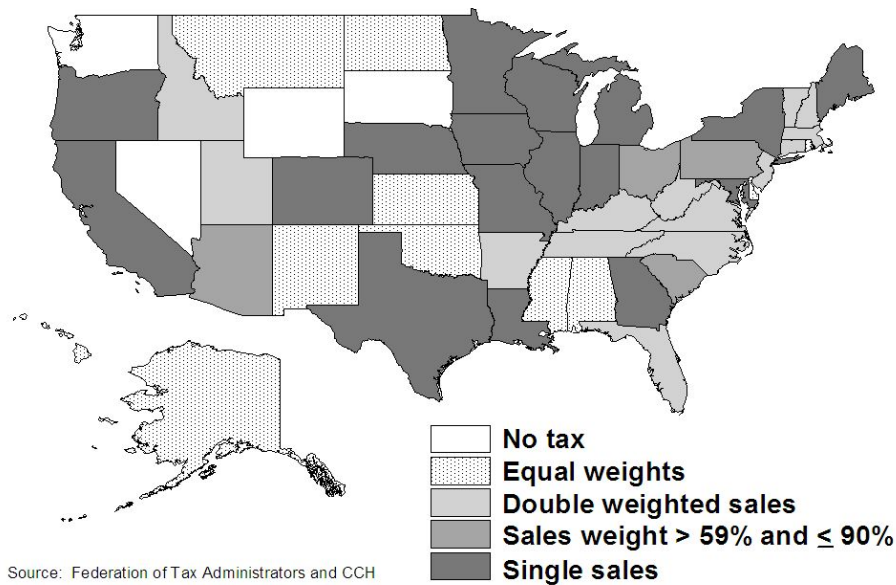 No tax
Equal weights
Double weighted sales
Sales weight > 59% and ≤ 90%
Single sales
Source: Federation of Tax Administrators and CCH